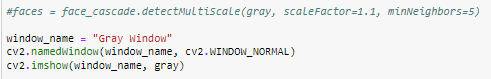 #faces = face_cascade.detectMultiScale(gray, scaleFactor=1.1, minNeighbors=5)
window_name = "Gray Window"
cv2.namedWindow(window_name, cv2.WINDOW_NORMAL)
cv2.imshow(window_name, gray)